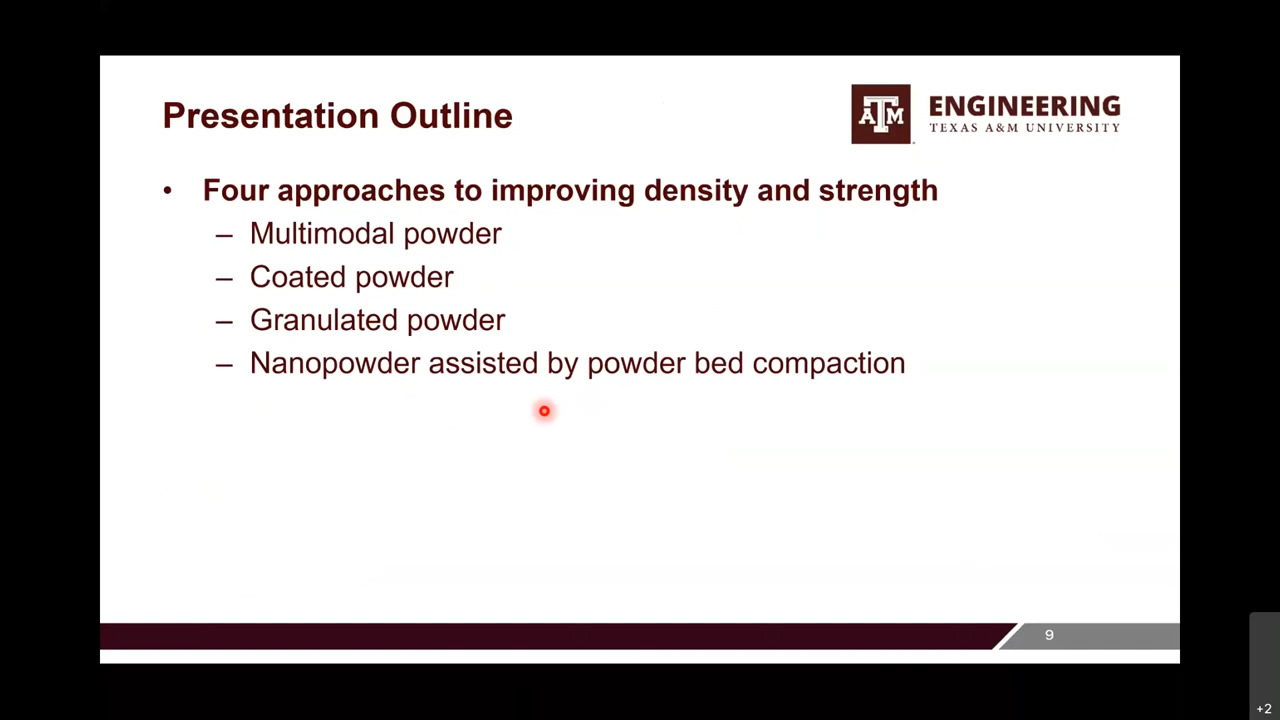 Presentation Outline
ATM
ENGINEERING
TEXAS A&M UNIVERSITY
• Four approaches to improving density and strength
– Multimodal powder
– Coated powder
– Granulated powder
– Nanopowder assisted by powder bed compaction
9
+2